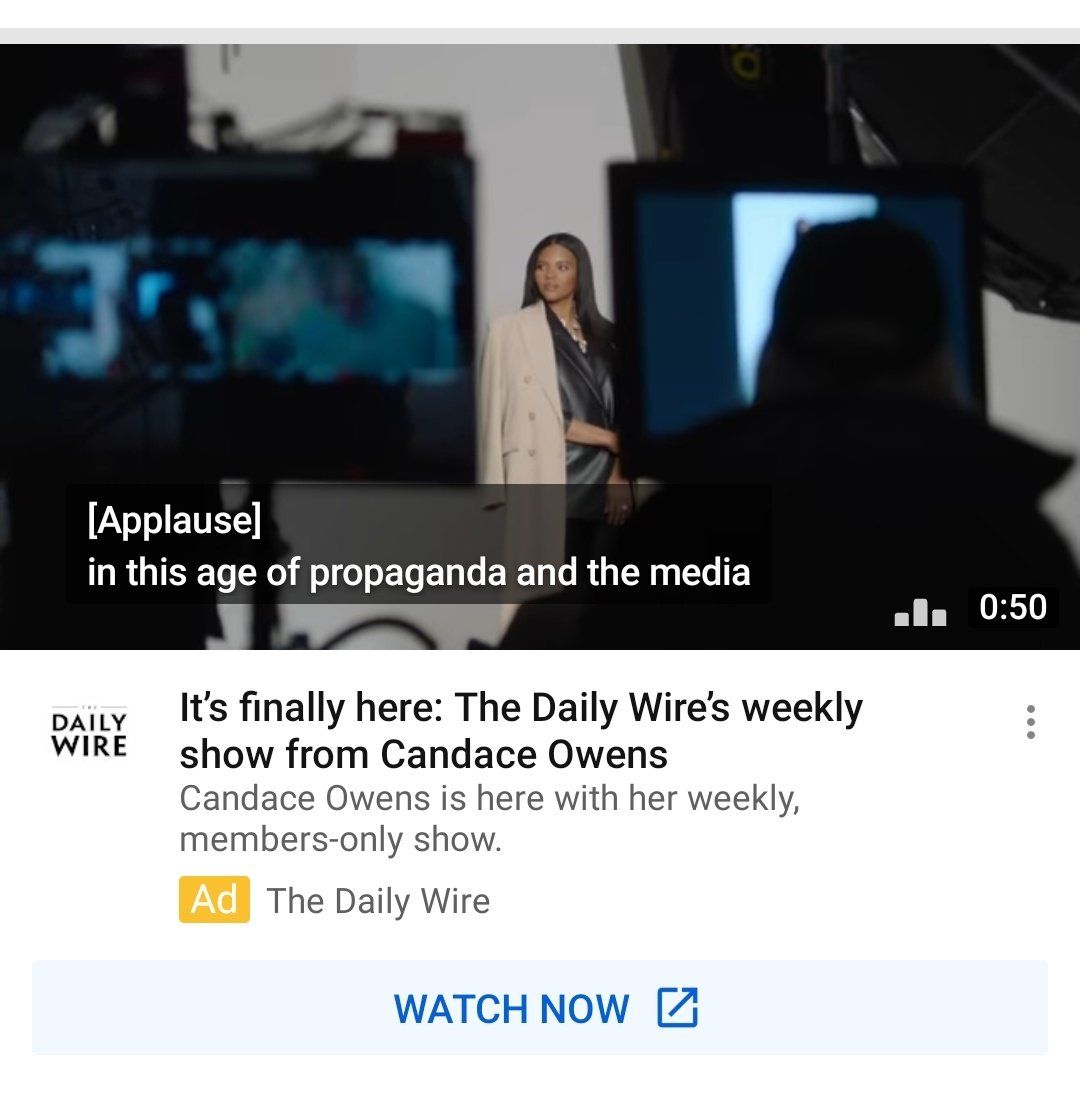 [Applause]
in this age of propaganda and the media
0:50
THE
DAILY
WIRE
It’s finally here: The Daily Wire’s weekly
show from Candace Owens
Candace Owens is here with her weekly,
members-only show.
Ad The Daily Wire
WATCH NOW